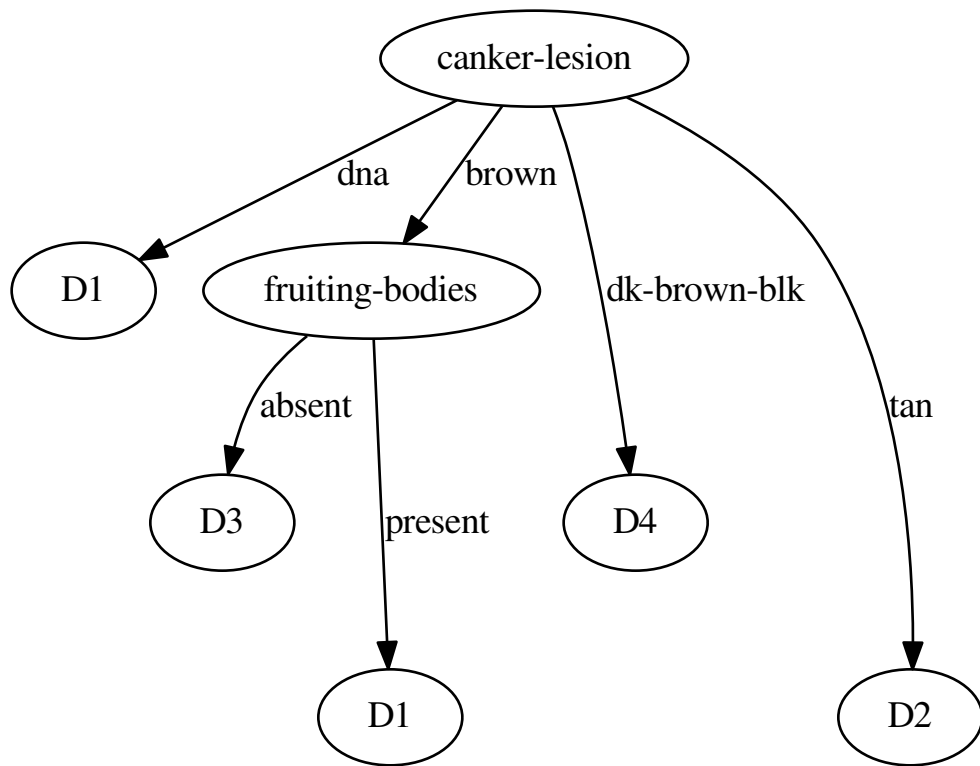 canker-lesion
dna
brown
D1
fruiting-bodies
dk-brown-blk
absent
tan
D3
present
D4
D1
D2